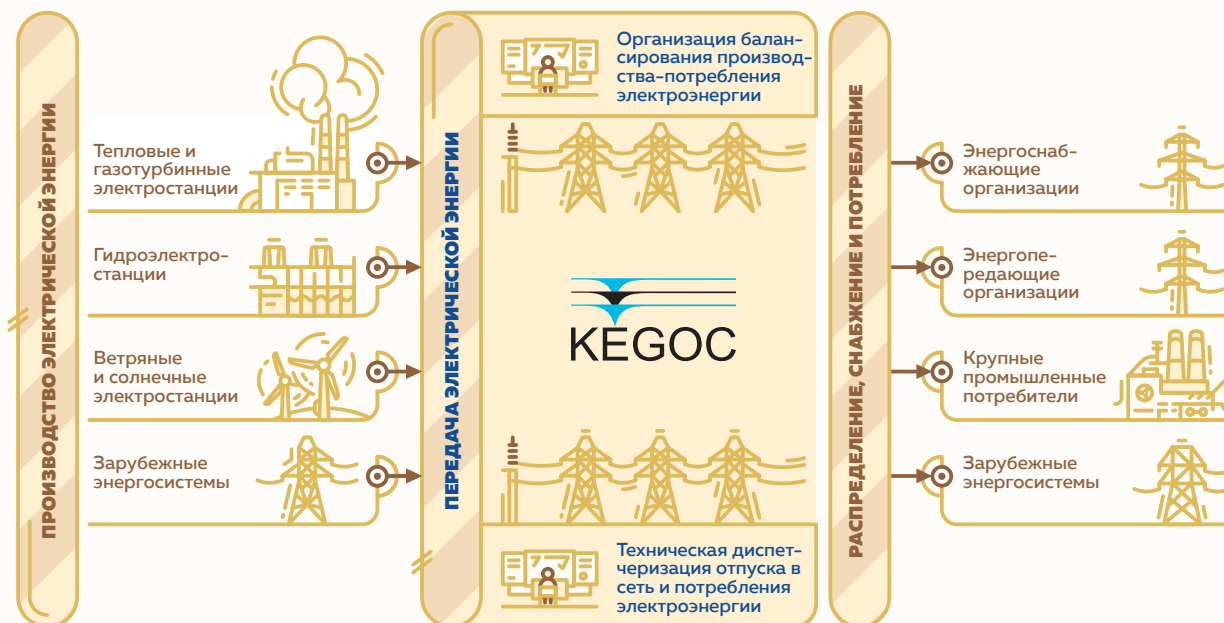 ПРОИЗВОДСТВО ЭЛЕКТРИЧЕСКОЙ ЭНЕРГИИ
Тепловые и
газотурбинные
электростанции
Гидроэлектро-
станции
Ветряные
и солнечные
электростанции
Зарубежные
энергосистемы
ПЕРЕДАЧА ЭЛЕКТРИЧЕСКОЙ ЭНЕРГИИ
Организация балан-
сирования производ-
ства-потребления
электроэнергии
KEGOC
Техническая диспет-
черизация отпуска в
сеть и потребления
электроэнергии
РАСПРЕДЕЛЕНИЕ, СНАБЖЕНИЕ И ПОТРЕБЛЕНИЕ
Энергоснаб-
жающие
организации
Энергопе-
редающие
организации
Крупные
промышленные
потребители
Зарубежные
энергосистемы